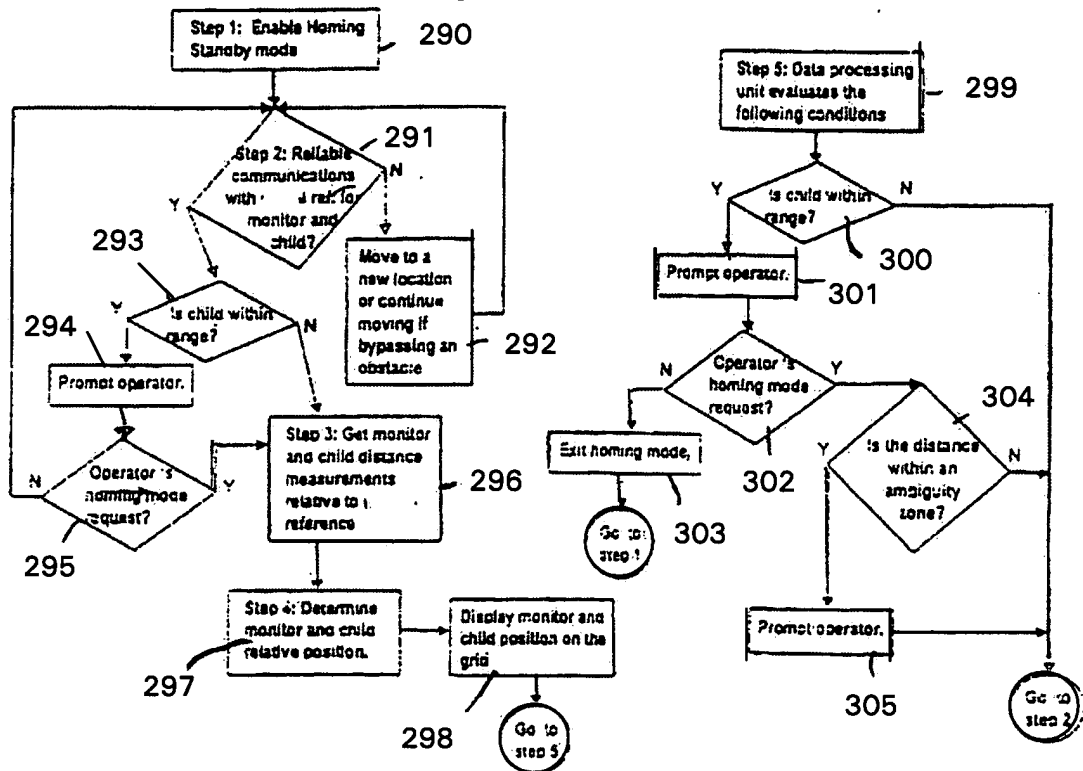 Step 1: Enable Homing
Standby mode
290
291
Step 2: Reliable
communications
with ref. for
monitor and
child?
Y
N
Move to a
new location
or continue
moving if
bypassing an
obstacle
292
293
Is child within
range?
Y
N
294
Prompt operator.
Operator's
homing mode
request?
N
Y
295
Step 3: Get monitor
and child distance
measurements
relative to
reference
296
Step 4: Determine
monitor and child
relative position.
297
Display monitor and
child position on the
grid
298
Go to
step 5
Step 5: Data processing
unit evaluates the
following conditions
299
Is child within
range?
Y
N
300
Prompt operator.
301
Operator's
homing mode
request?
N
Y
302
Exit homing mode.
303
Go to
step 1
304
Is the distance
within an
ambiguity
zone?
Y
N
Prompt operator.
305
Go to
step 2